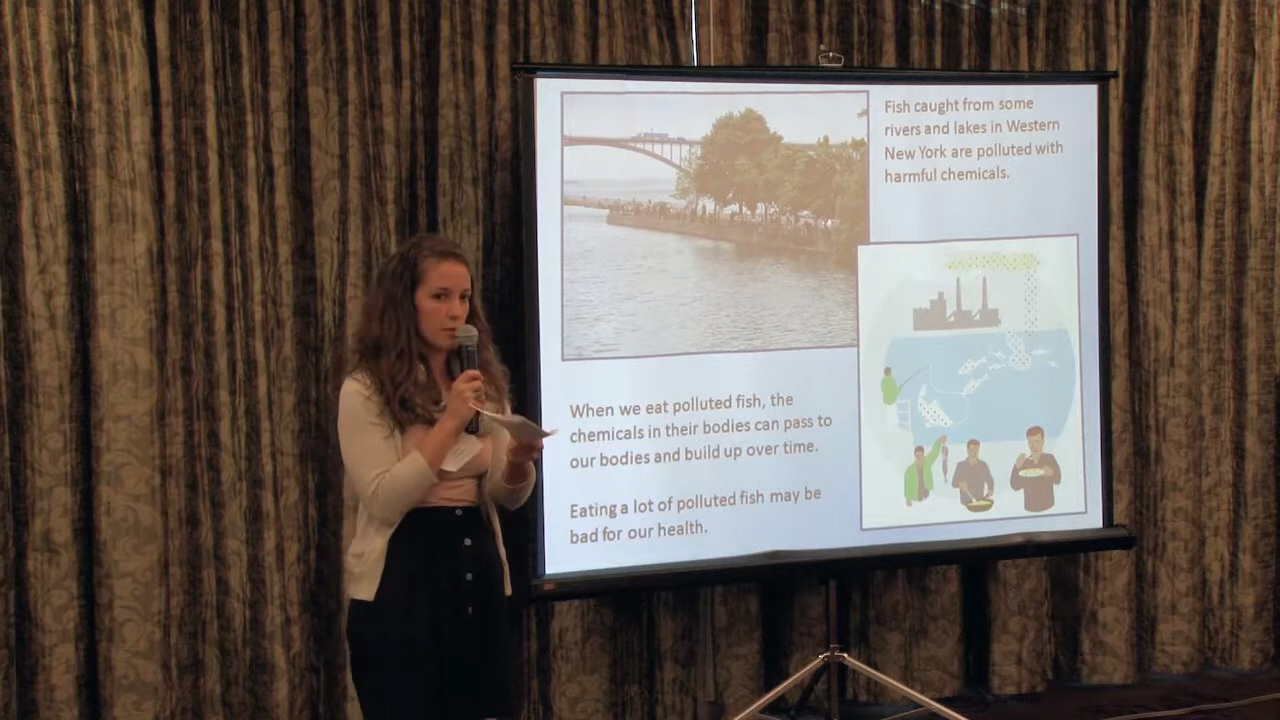 Fish caught from some
rivers and lakes in Western
New York are polluted with
harmful chemicals.
When we eat polluted fish, the
chemicals in their bodies can pass to
our bodies and build up over time.
Eating a lot of polluted fish may be
bad for our health.